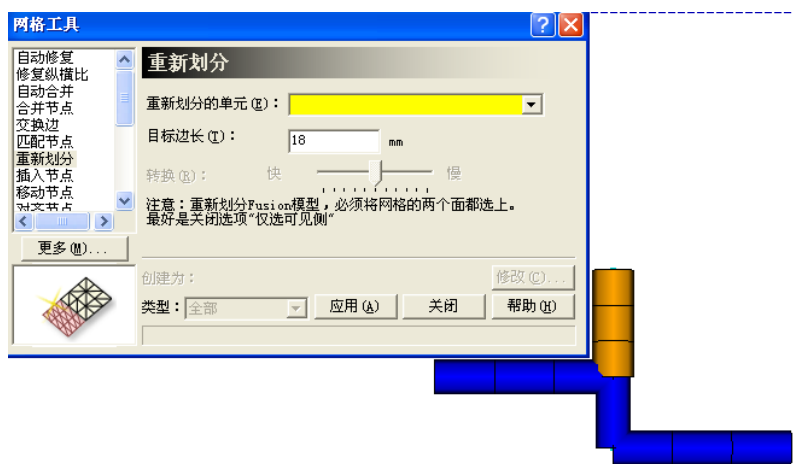 网格工具
自动修复
修复纵横比
自动合并
合并节点
交换边
匹配节点
重新划分
插入节点
移动节点
对齐节点
更多(M)...
重新划分
重新划分的单元(E)：
目标边长(T)：
18 mm
转换(R)： 快 慢
注意：重新划分Fusion模型，必须将网格的两个面都选上。
最好是关闭选项“仅选可见侧”
创建为： 修改(C)...
类型：全部 应用(A) 关闭 帮助(H)